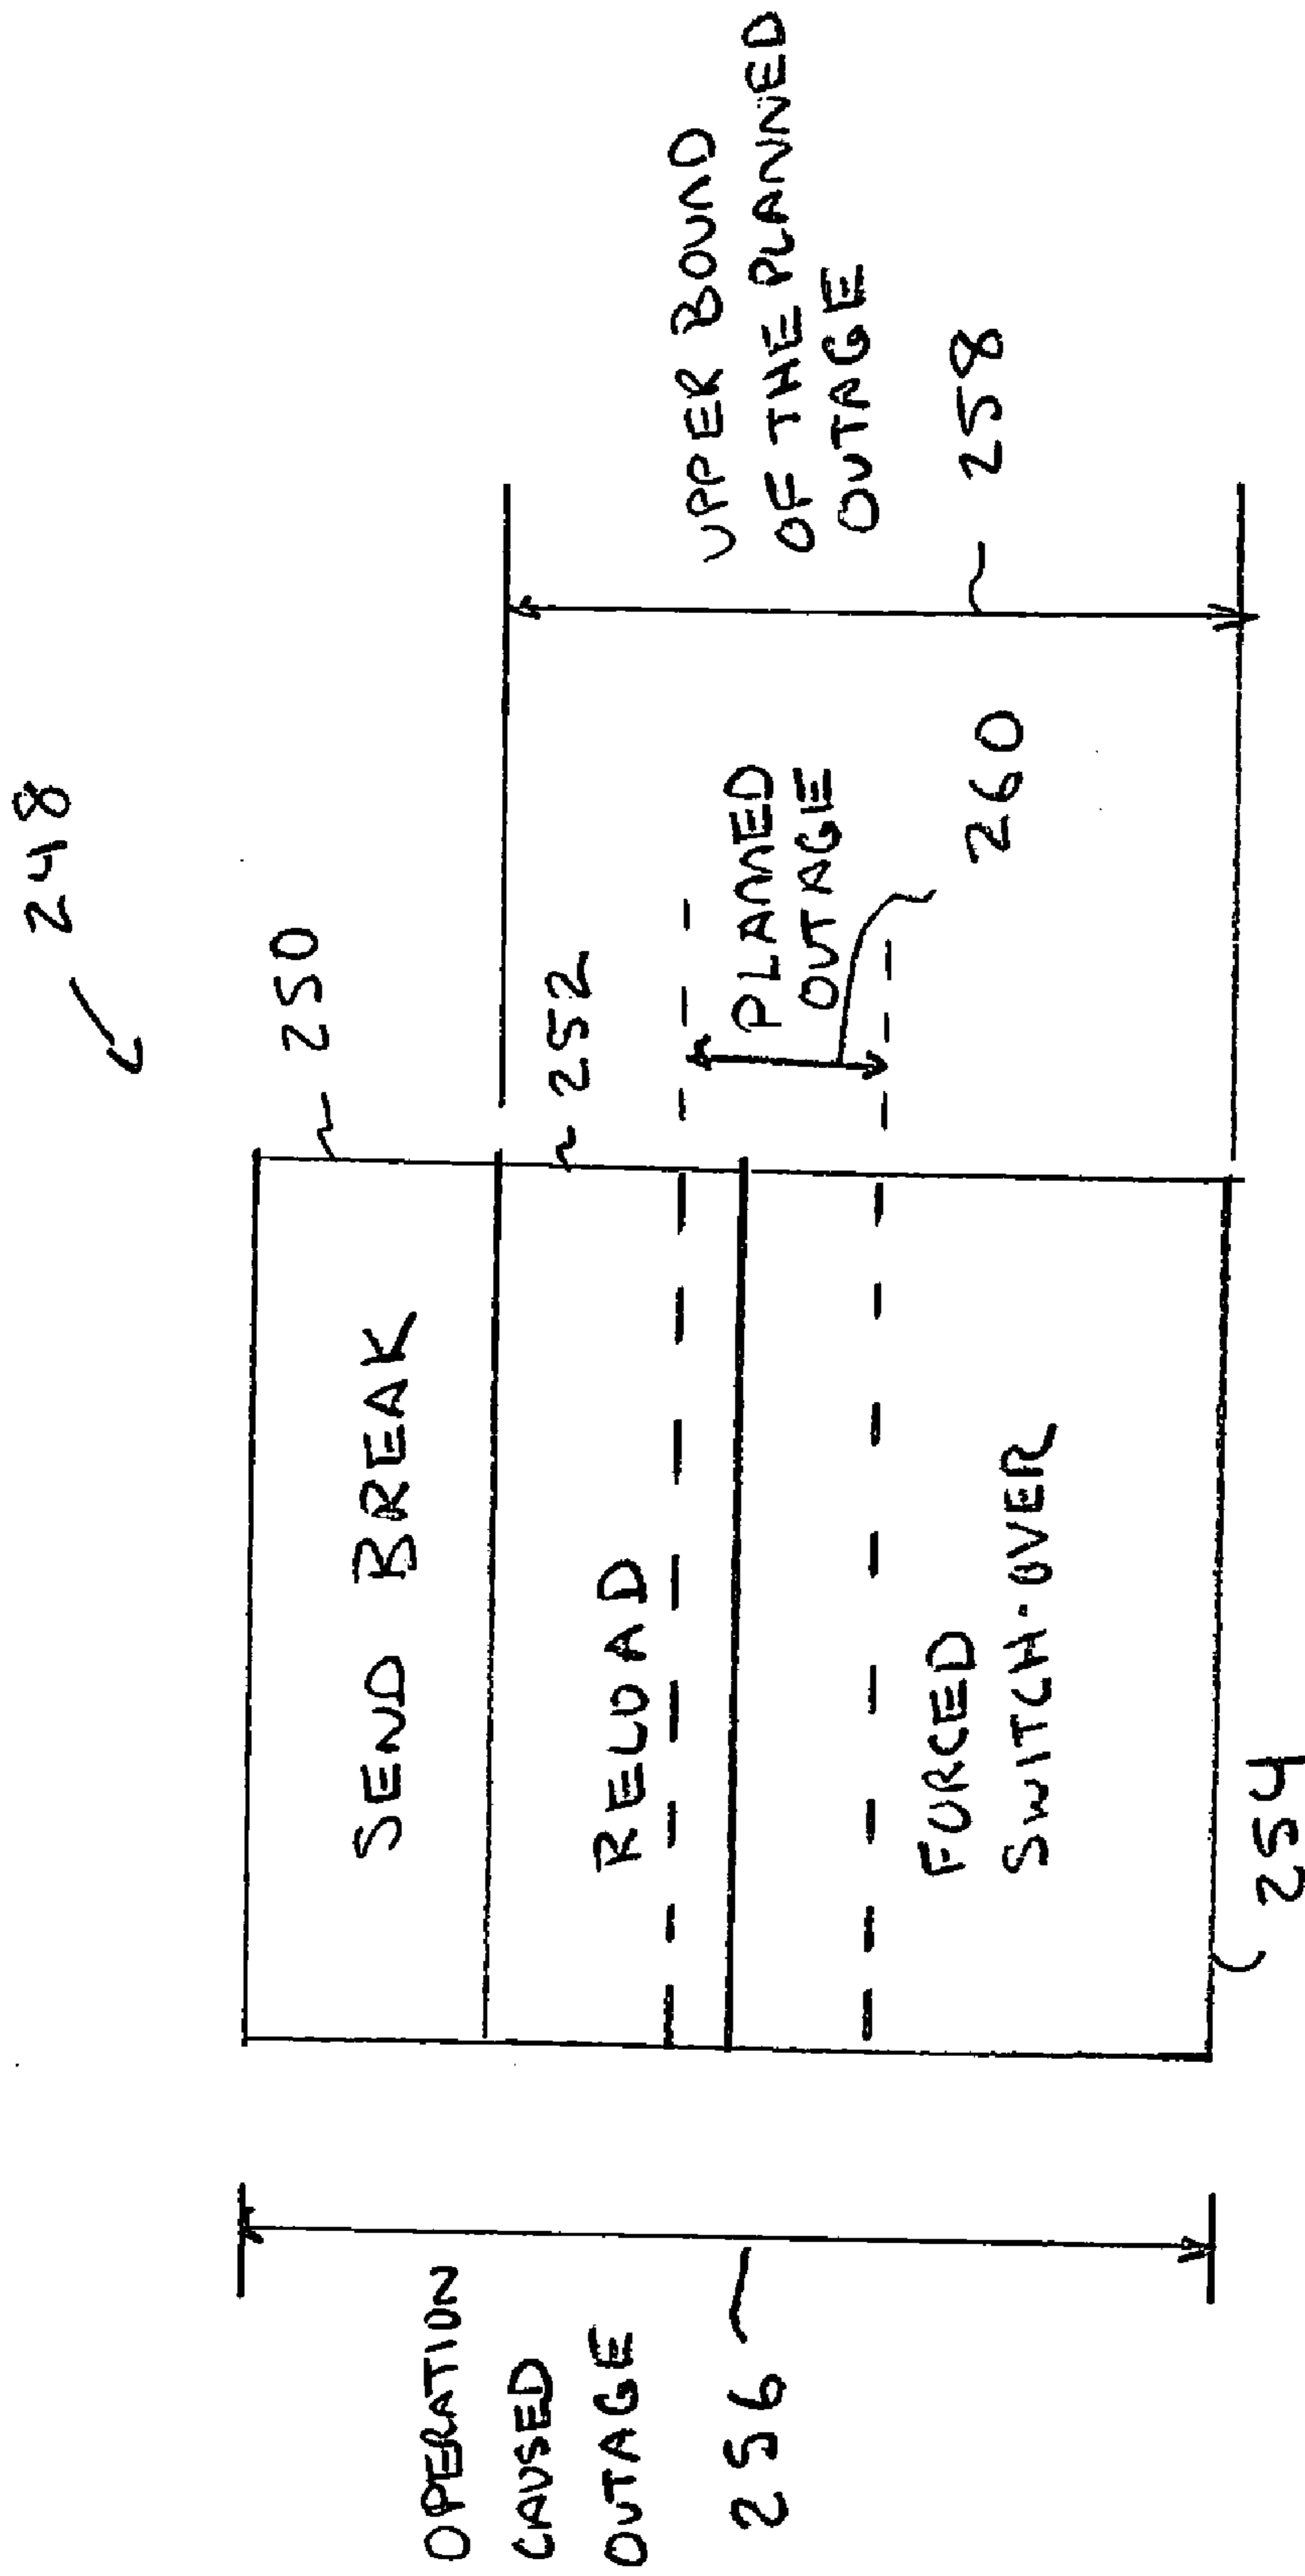 248
250
SEND BREAK
252
RELOAD
FORCED
SWITCH-OVER
254
OPERATION
CAUSED
OUTAGE
256
PLANNED
OUTAGE
260
UPPER BOUND
OF THE PLANNED
OUTAGE
258